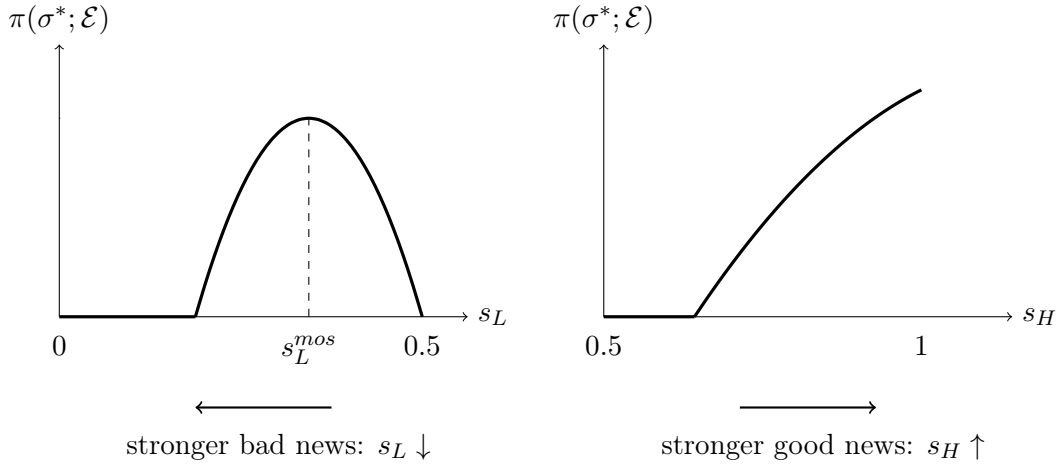 π(σ*; ℰ)
s_L
0
s_L^{mos}
0.5
stronger bad news: s_L ↓
π(σ*; ℰ)
s_H
0.5
1
stronger good news: s_H ↑